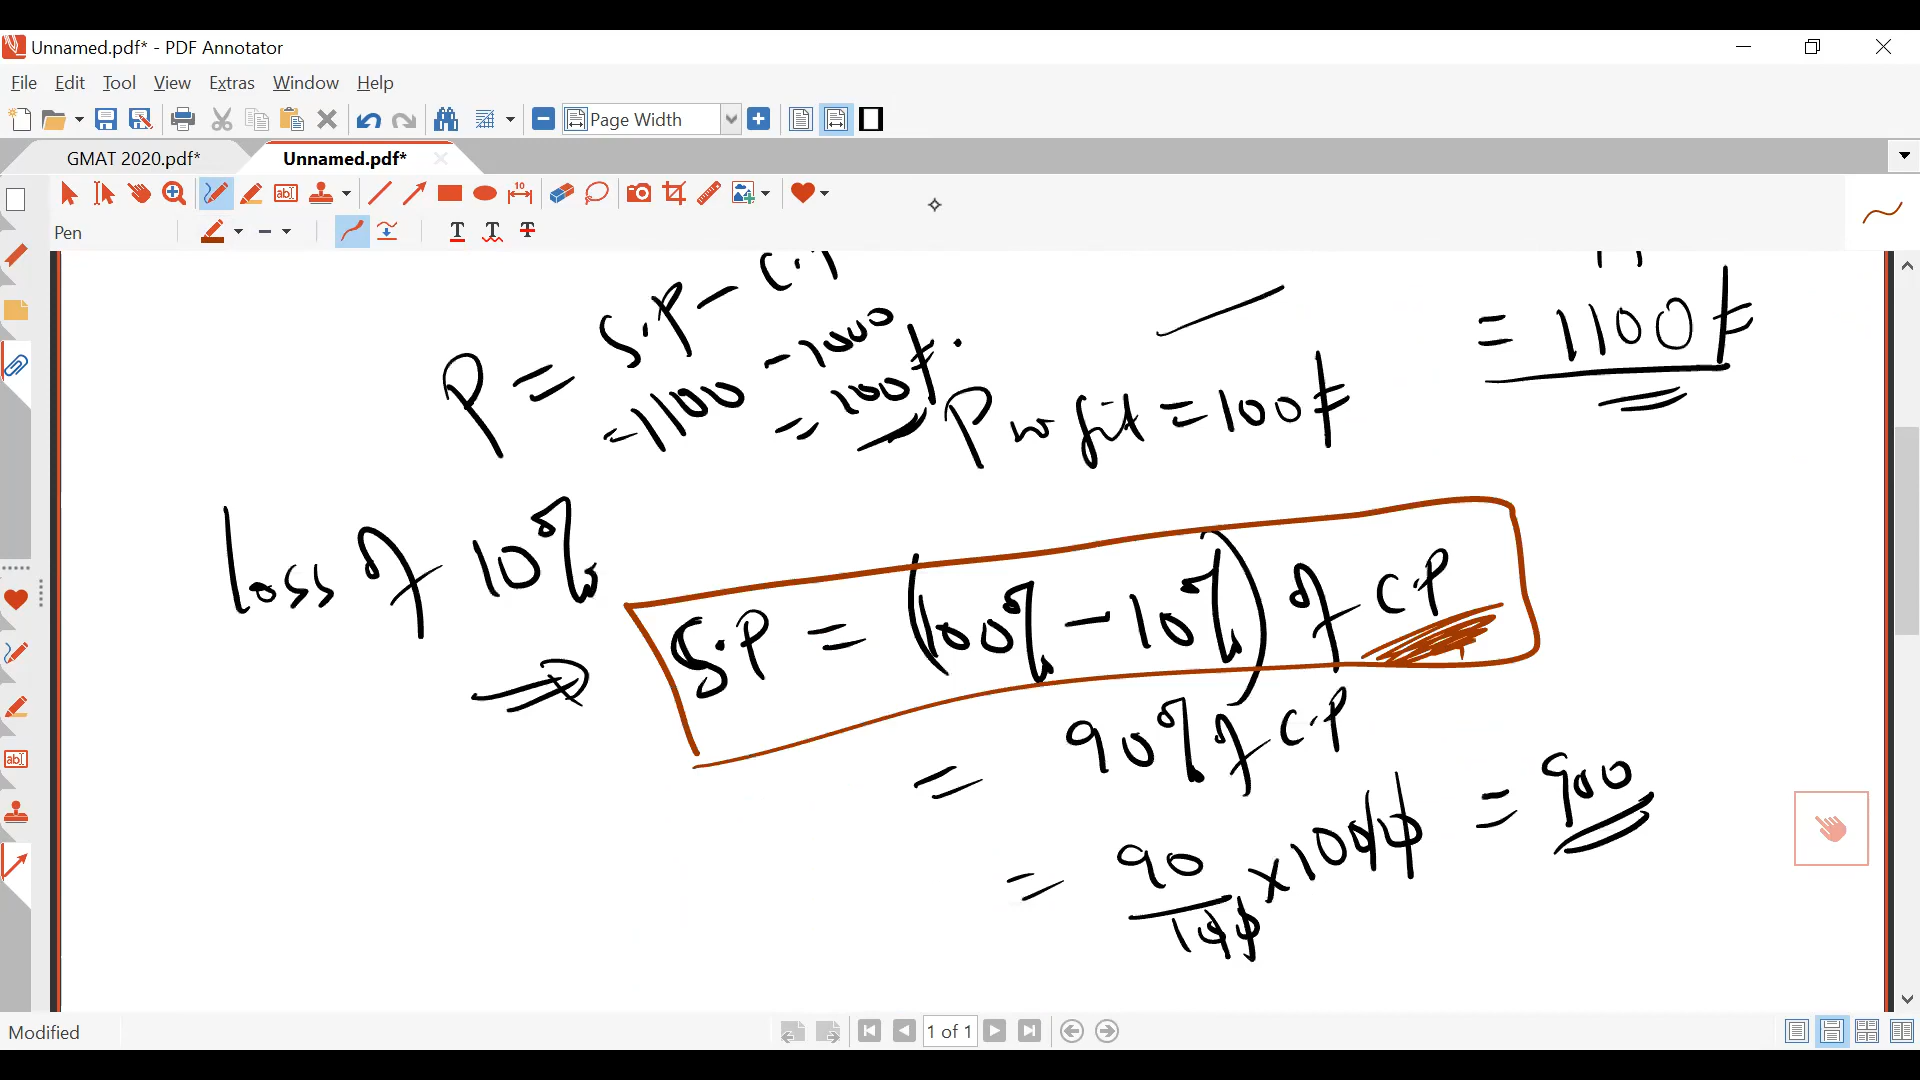 Unnamed.pdf* - PDF Annotator
File Edit Tool View Extras Window Help
Page Width
GMAT 2020.pdf*
Unnamed.pdf*
Pen
P = S.P - C.P
= 1100 - 1000
= 100 ₹.
Profit = 100 ₹
= 1100 ₹
loss of 10%
⇒ S.P = (100% - 10%) of C.P
= 90% of C.P
= 90/100 × 1000 = 900
Modified
1 of 1